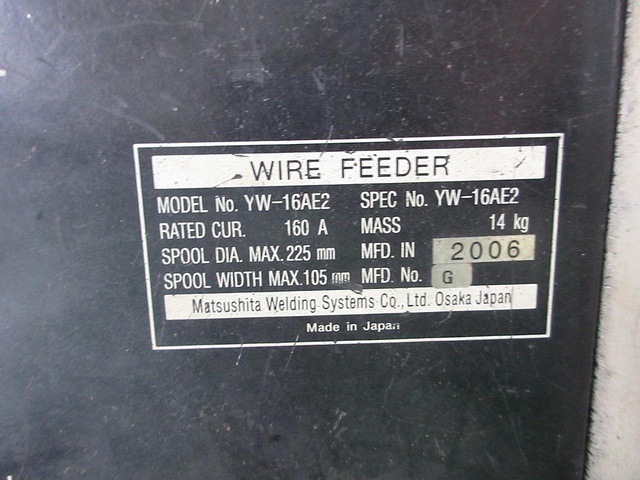 WIRE FEEDER
MODEL No. YW-16AE2 SPEC No. YW-16AE2
RATED CUR. 160 A MASS 14 kg
SPOOL DIA. MAX. 225 mm MFD. IN 2006
SPOOL WIDTH MAX. 105 mm MFD. No. G
Matsushita Welding Systems Co., Ltd. Osaka Japan
Made in Japan